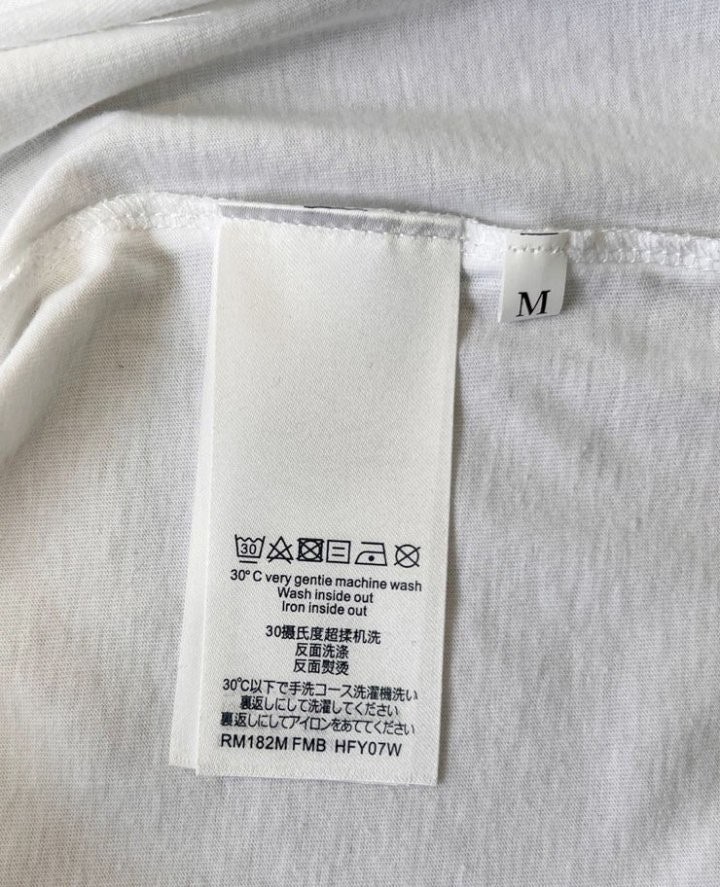 M
30
30° C very gentie machine wash
Wash inside out
Iron inside out
30摄氏度超揉机洗
反面洗涤
反面熨烫
30℃以下で手洗コース洗濯機洗い
裏返しにして洗濯してください
裏返しにしてアイロンをあててください
RM182M FMB HFY07W